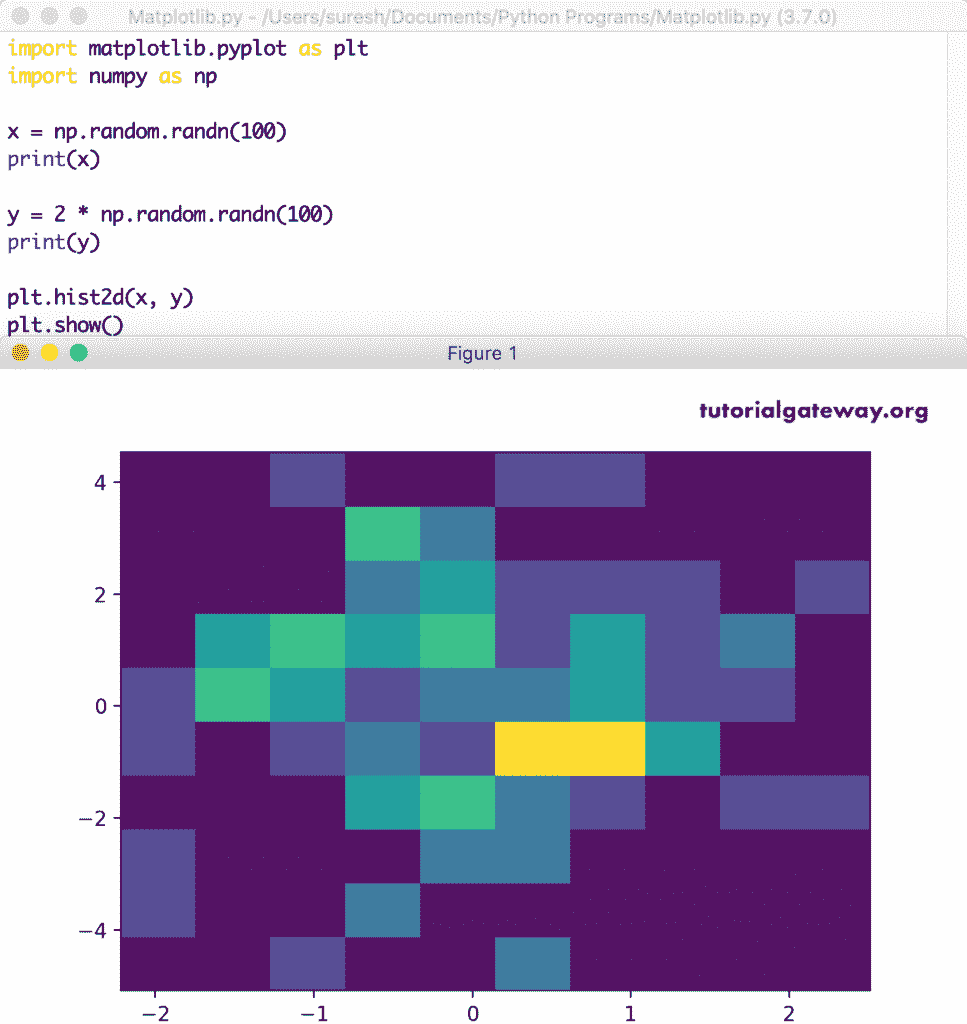 Matplotlib.py - /Users/suresh/Documents/Python Programs/Matplotlib.py (3.7.0)
import matplotlib.pyplot as plt
import numpy as np
x = np.random.randn(100)
print(x)
y = 2 * np.random.randn(100)
print(y)
plt.hist2d(x, y)
plt.show()
Figure 1
tutorialgateway.org
4
2
0
−2
−4
−2 −1 0 1 2